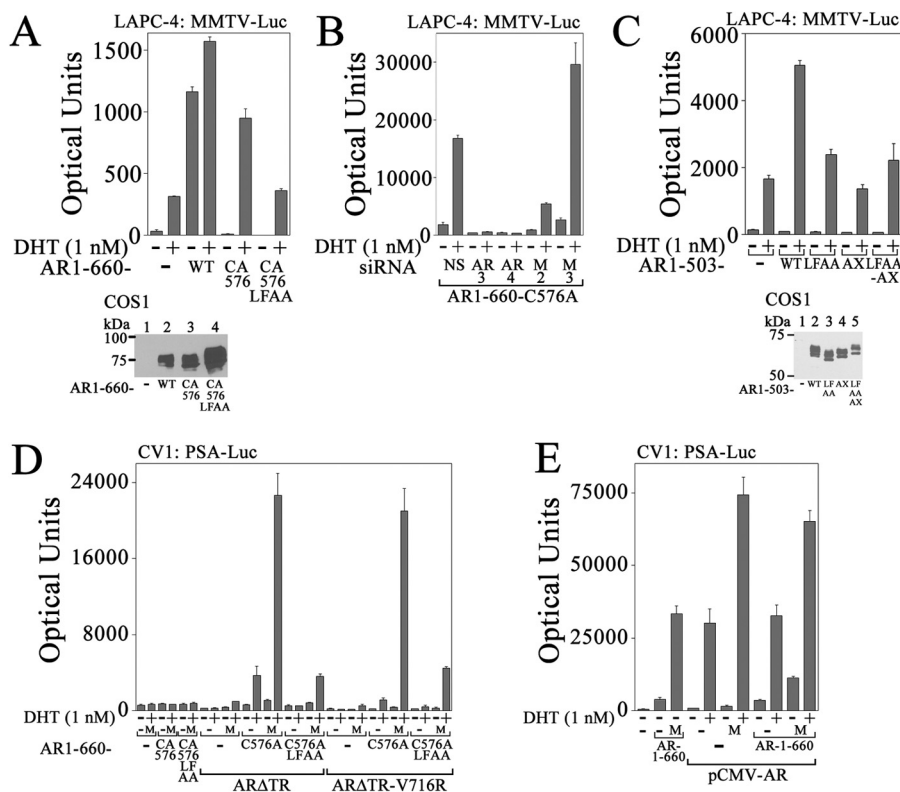 A
LAPC-4: MMTV-Luc
Optical Units
1500
1000
500
0
DHT (1 nM) - + - + - + - +
AR1-660- - WT CA CA
576 576
LFAA
COS1
kDa 1 2 3 4
100
75
AR1-660- - WT CA CA
576 576
LFAA
B
LAPC-4: MMTV-Luc
Optical Units
30000
20000
10000
0
DHT (1 nM) - + - + - + - + - +
siRNA NS AR AR M M
3 4 2 3
AR1-660-C576A
C
LAPC-4: MMTV-Luc
Optical Units
6000
4000
2000
0
DHT (1 nM) - + - + - + - + - +
AR1-503- - WT LFAA AX LFAA
-AX
COS1
kDa 1 2 3 4 5
75
50
AR1-503- - WT LF AX LF
AA AA
AX
D
CV1: PSA-Luc
Optical Units
24000
16000
8000
0
DHT (1 nM) - + - + - + - + - + - + - + - + - + - + - + - + - + - + - +
- M - M - M M M M M M M
AR1-660- - CA CA - C576A C576A - C576A C576A
576 576 LFAA LFAA
LF
AA
ARΔTR ARΔTR-V716R
E
CV1: PSA-Luc
Optical Units
75000
50000
25000
0
DHT (1 nM) - - - - + - + - + - +
- M M M
AR-
1-660 - AR-1-660
pCMV-AR